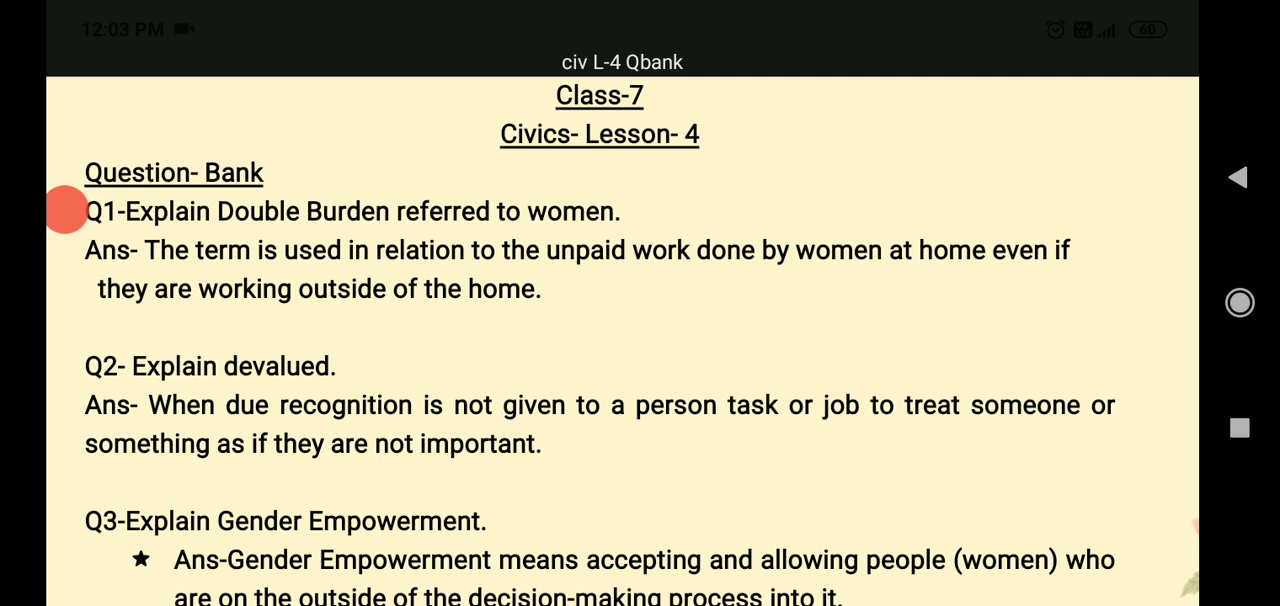 12:03 PM
60
civ L-4 Qbank
Class-7
Civics- Lesson- 4
Question- Bank
Q1-Explain Double Burden referred to women.
Ans- The term is used in relation to the unpaid work done by women at home even if
they are working outside of the home.
Q2- Explain devalued.
Ans- When due recognition is not given to a person task or job to treat someone or
something as if they are not important.
Q3-Explain Gender Empowerment.
★ Ans-Gender Empowerment means accepting and allowing people (women) who
are on the outside of the decision-making process into it.